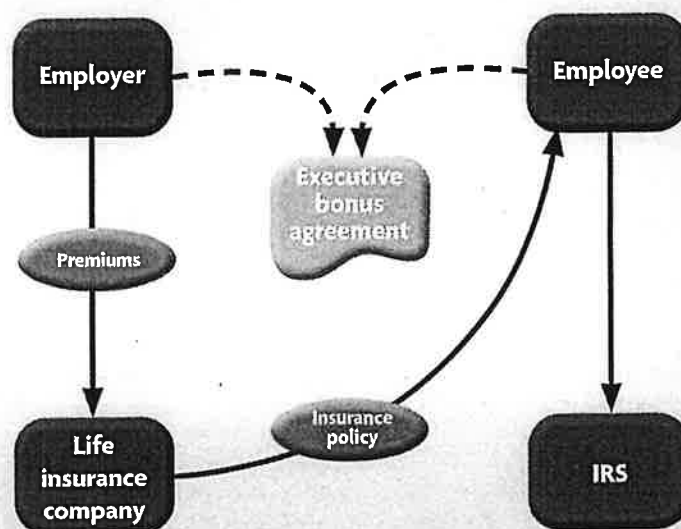 Employer
Employee
Executive
bonus
agreement
Premiums
Insurance
policy
Life
insurance
company
IRS